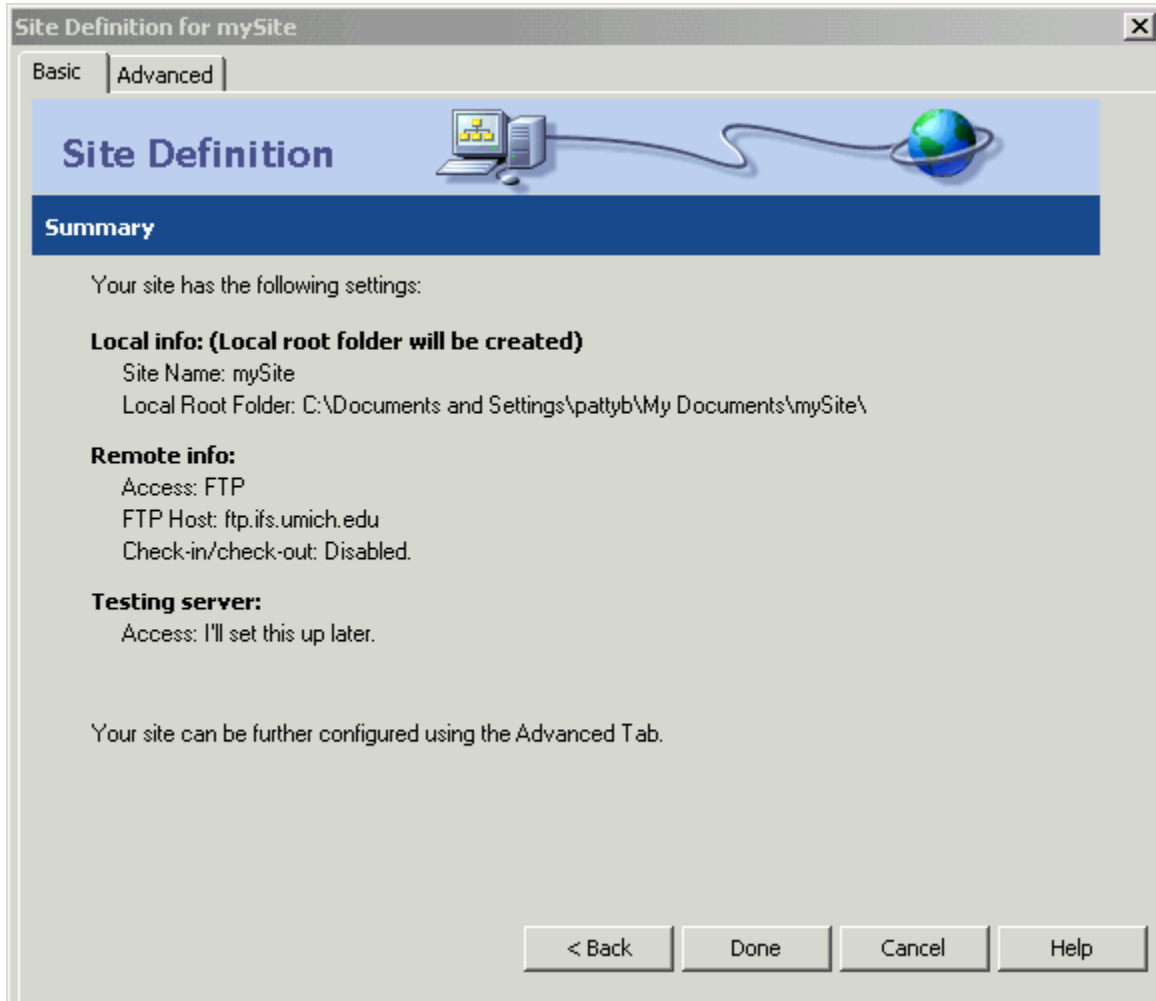 Site Definition for mySite
Basic
Advanced
Site Definition
Summary
Your site has the following settings:
Local info: (Local root folder will be created)
Site Name: mySite
Local Root Folder: C:\Documents and Settings\pattyb\My Documents\mySite\
Remote info:
Access: FTP
FTP Host: ftp.ifs.umich.edu
Check-in/check-out: Disabled.
Testing server:
Access: I'll set this up later.
Your site can be further configured using the Advanced Tab.
< Back
Done
Cancel
Help